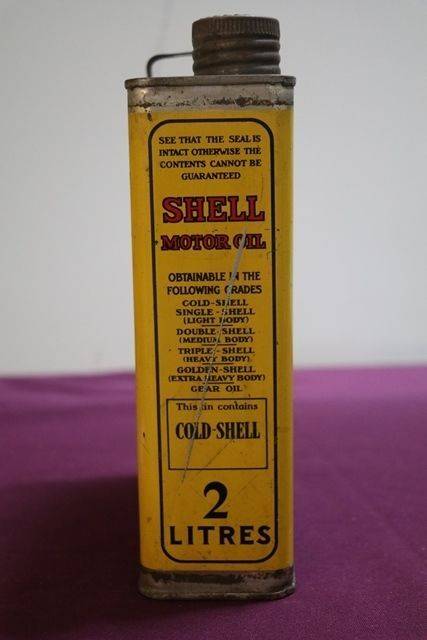 SEE THAT THE SEAL IS
INTACT OTHERWISE THE
CONTENTS CANNOT BE
GUARANTEED
SHELL
MOTOR OIL
OBTAINABLE IN THE
FOLLOWING GRADES
COLD-SHELL
SINGLE-SHELL
(LIGHT BODY)
DOUBLE-SHELL
(MEDIUM BODY)
TRIPLE-SHELL
(HEAVY BODY)
GOLDEN-SHELL
(EXTRA HEAVY BODY)
GEAR OIL
This tin contains
COLD-SHELL
2
LITRES